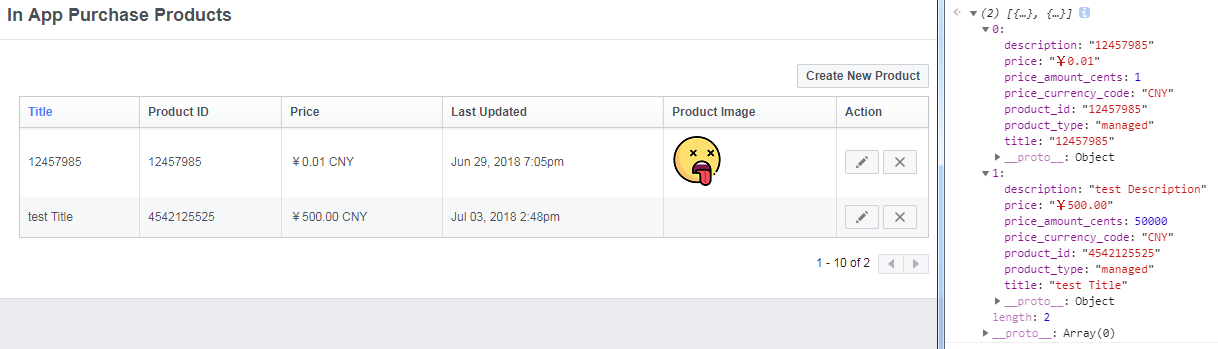 In App Purchase Products
Create New Product
Title Product ID Price Last Updated Product Image Action
12457985 12457985 ¥0.01 CNY Jun 29, 2018 7:05pm
test Title 4542125525 ¥500.00 CNY Jul 03, 2018 2:48pm
1 - 10 of 2
(2) [{…}, {…}]
0:
description: "12457985"
price: "¥0.01"
price_amount_cents: 1
price_currency_code: "CNY"
product_id: "12457985"
product_type: "managed"
title: "12457985"
__proto__: Object
1:
description: "test Description"
price: "¥500.00"
price_amount_cents: 50000
price_currency_code: "CNY"
product_id: "4542125525"
product_type: "managed"
title: "test Title"
__proto__: Object
length: 2
__proto__: Array(0)